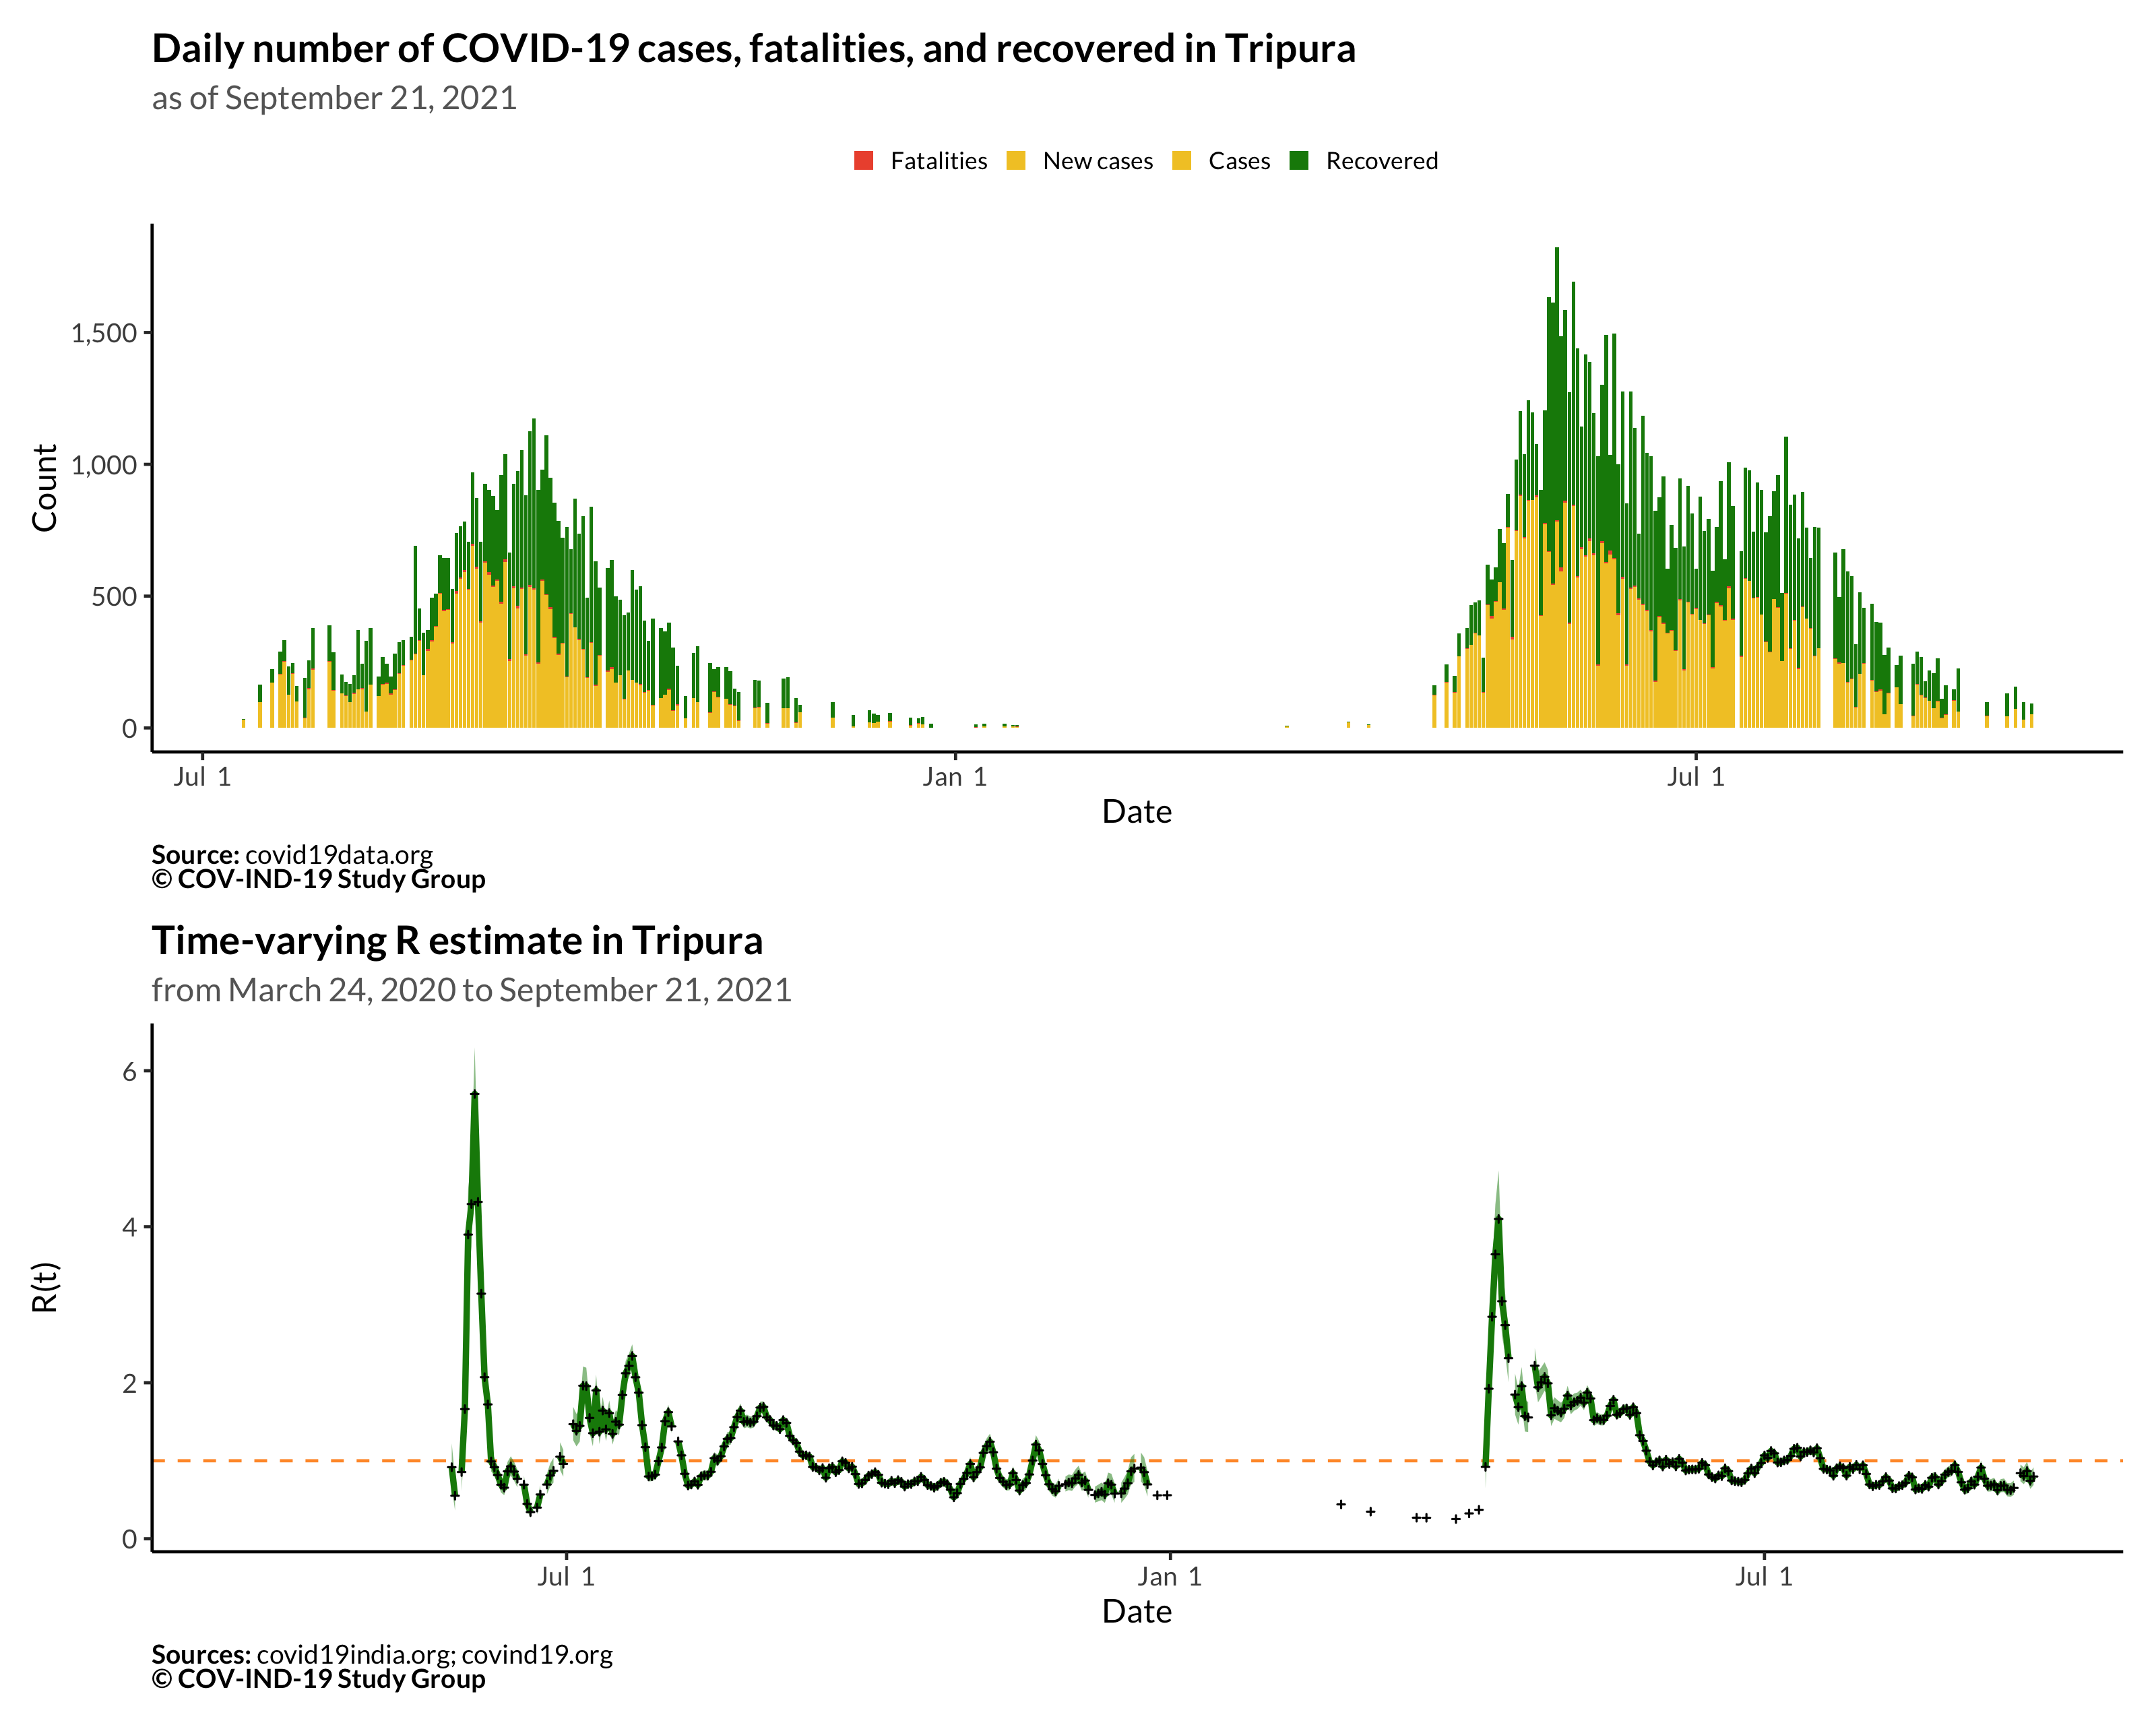 Daily number of COVID-19 cases, fatalities, and recovered in Tripura
as of September 21, 2021
Fatalities New cases Cases Recovered
Count
1,500
1,000
500
0
Jul 1 Jan 1 Jul 1
Date
Source: covid19data.org
© COV-IND-19 Study Group
Time-varying R estimate in Tripura
from March 24, 2020 to September 21, 2021
R(t)
6
4
2
0
Jul 1 Jan 1 Jul 1
Date
Sources: covid19india.org; covind19.org
© COV-IND-19 Study Group